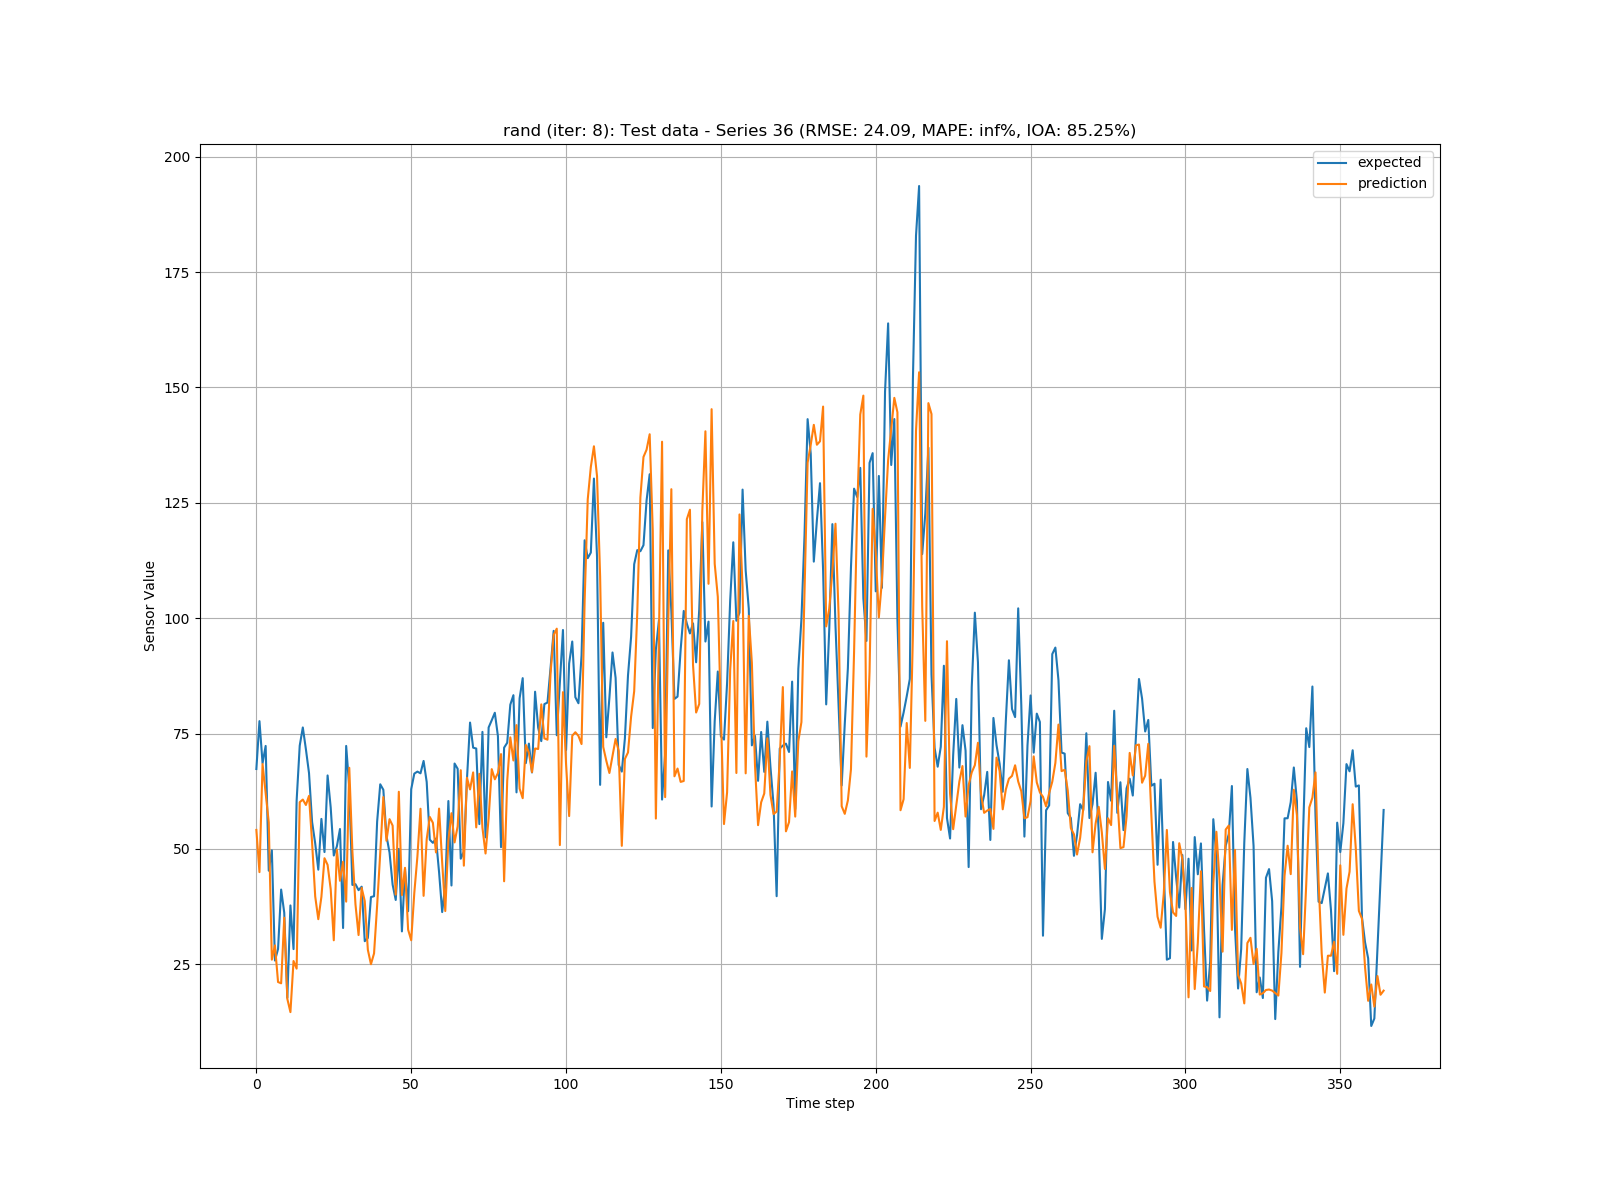 rand (iter: 8): Test data - Series 36 (RMSE: 24.09, MAPE: inf%, IOA: 85.25%)
expected
prediction
200
175
150
125
100
75
50
25
Sensor Value
0 50 100 150 200 250 300 350
Time step